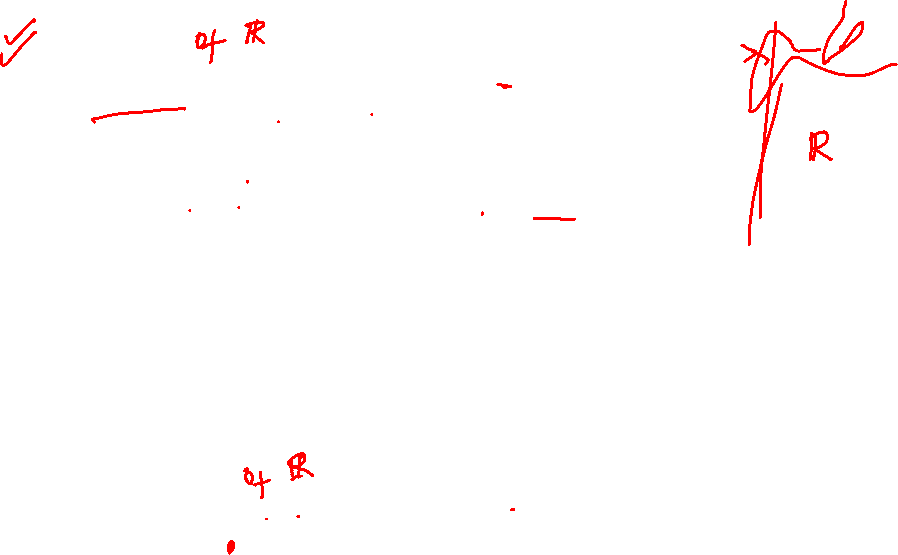 of ℝ
ℝ
of ℝ